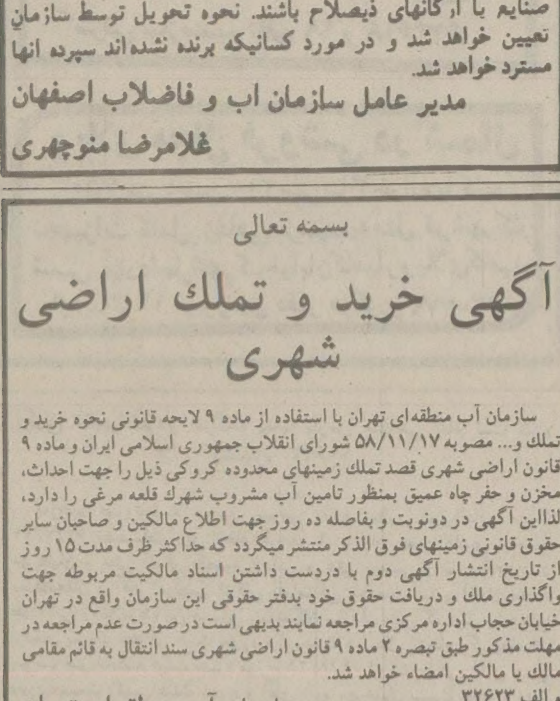 صنایع با ارگانهای ذیصلاح باشند. نحوه تحویل توسط سازمان
تعیین خواهد شد و در مورد کسانیکه برنده نشده‌اند سپرده انها
مسترد خواهد شد.
مدیر عامل سازمان اب و فاضلاب اصفهان
غلامرضا منوچهری
بسمه تعالی
آگهی خرید و تملك اراضی
شهری
سازمان آب منطقه‌ای تهران با استفاده از ماده ۹ لایحه قانونی نحوه خرید و
تملك و... مصوبه ۵۸/۱۱/۱۷ شورای انقلاب جمهوری اسلامی ایران و ماده ۹
قانون اراضی شهری قصد تملك زمینهای محدوده کروکی ذیل را جهت احداث،
مخزن و حفر چاه عمیق بمنظور تامین آب مشروب شهرك قلعه مرغی را دارد،
لذااین آگهی در دونوبت و بفاصله ده روز جهت اطلاع مالکین و صاحبان سایر
حقوق قانونی زمینهای فوق الذکر منتشر میگردد که حداکثر ظرف مدت ۱۵ روز
از تاریخ انتشار آگهی دوم با دردست داشتن اسناد مالکیت مربوطه جهت
واگذاری ملك و دریافت حقوق خود بدفتر حقوقی این سازمان واقع در تهران
خیابان حجاب اداره مرکزی مراجعه نمایند بدیهی است در صورت عدم مراجعه در
مهلت مذکور طبق تبصره ۲ ماده ۹ قانون اراضی شهری سند انتقال به قائم مقامی
مالك یا مالکین امضاء خواهد شد.
م الف ۳۲۶۲۳